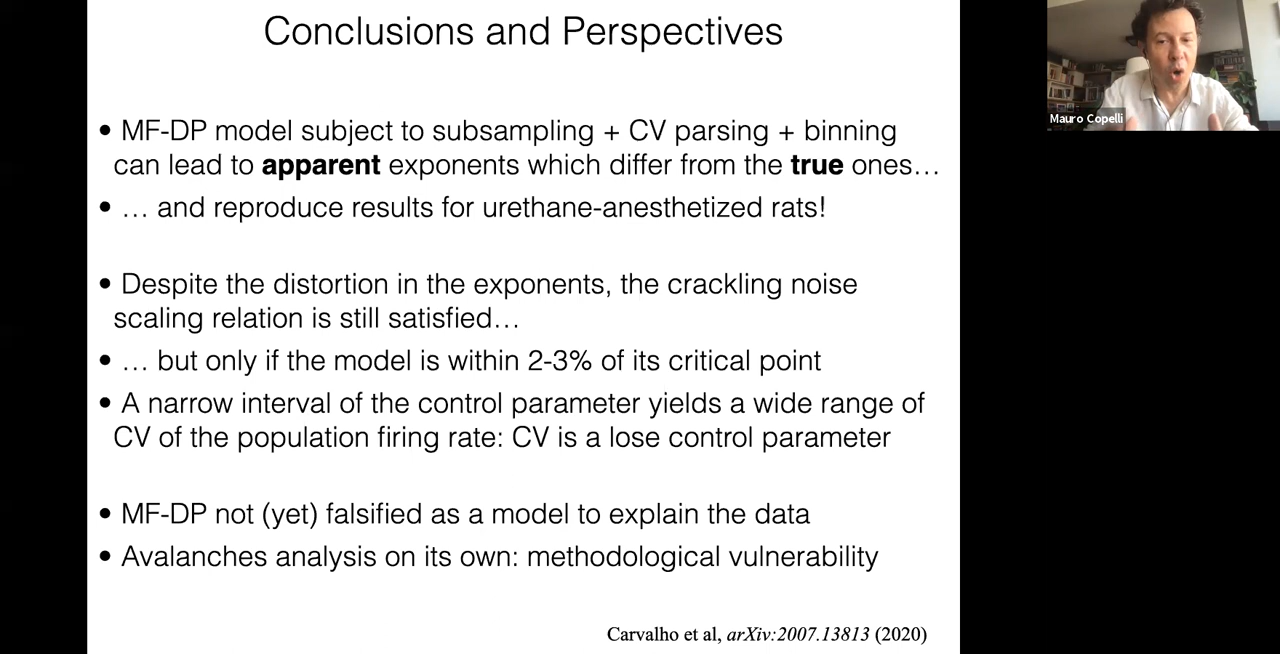 Conclusions and Perspectives
Mauro Copelli
• MF-DP model subject to subsampling + CV parsing + binning
can lead to apparent exponents which differ from the true ones…
• … and reproduce results for urethane-anesthetized rats!
• Despite the distortion in the exponents, the crackling noise
scaling relation is still satisfied…
• … but only if the model is within 2-3% of its critical point
• A narrow interval of the control parameter yields a wide range of
CV of the population firing rate: CV is a lose control parameter
• MF-DP not (yet) falsified as a model to explain the data
• Avalanches analysis on its own: methodological vulnerability
Carvalho et al, arXiv:2007.13813 (2020)